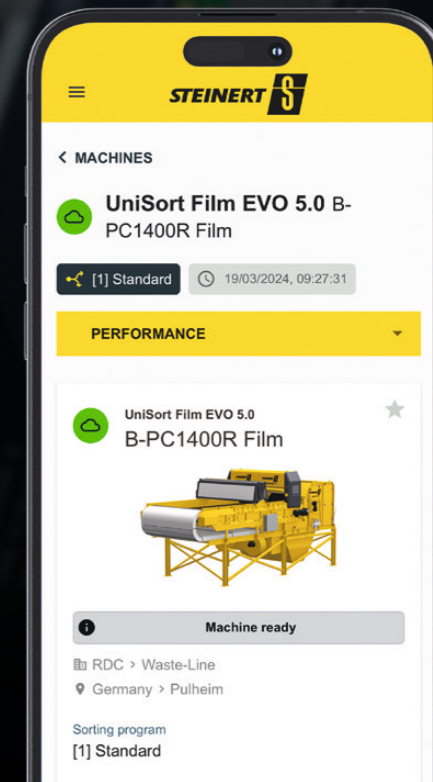 STEINERT
MACHINES
UniSort Film EVO 5.0 B-
PC1400R Film
[1] Standard
19/03/2024, 09:27:31
PERFORMANCE
UniSort Film EVO 5.0
B-PC1400R Film
Machine ready
RDC > Waste-Line
Germany > Pulheim
Sorting program
[1] Standard